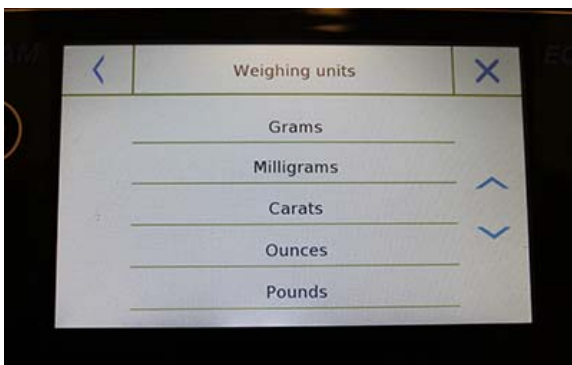 Weighing units
Grams
Milligrams
Carats
Ounces
Pounds